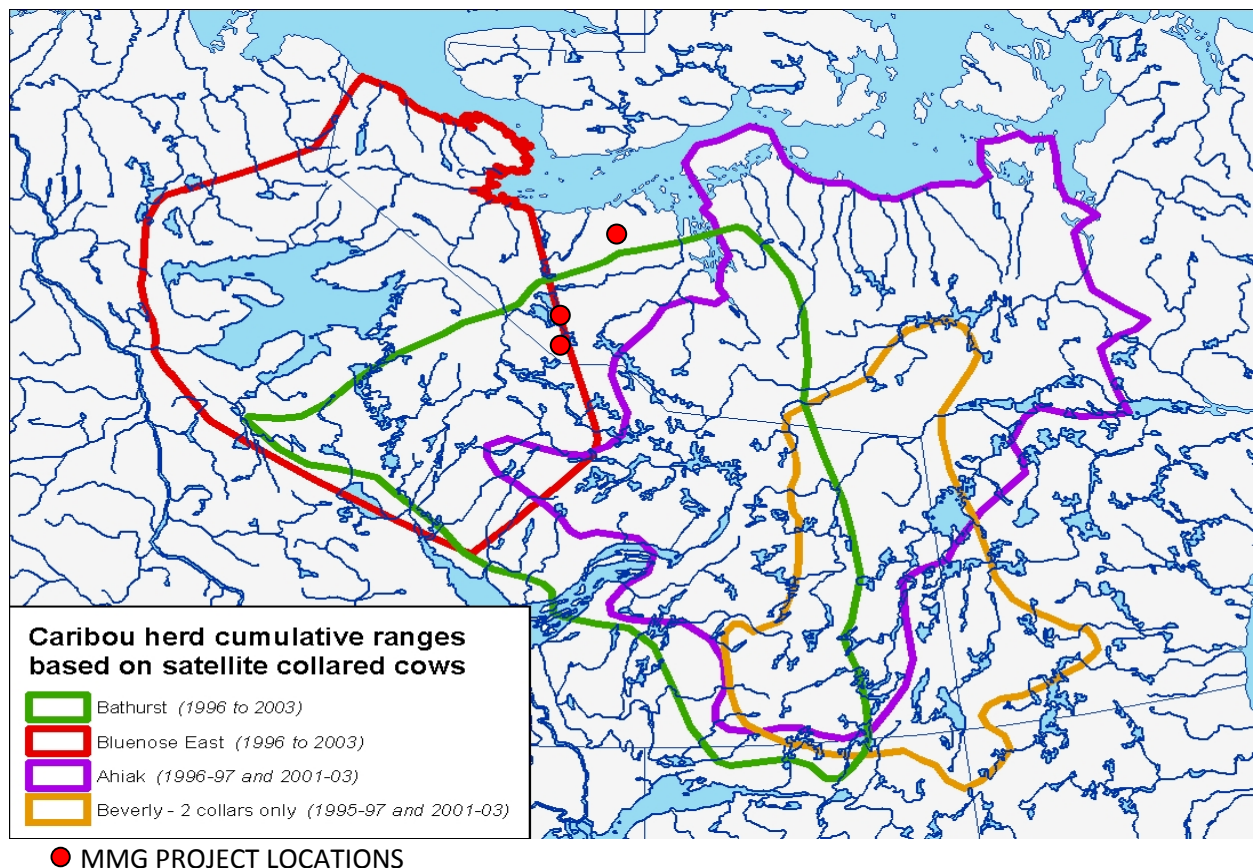 Caribou herd cumulative ranges
based on satellite collared cows
Bathurst (1996 to 2003)
Bluenose East (1996 to 2003)
Ahiak (1996-97 and 2001-03)
Beverly - 2 collars only (1995-97 and 2001-03)
MMG PROJECT LOCATIONS